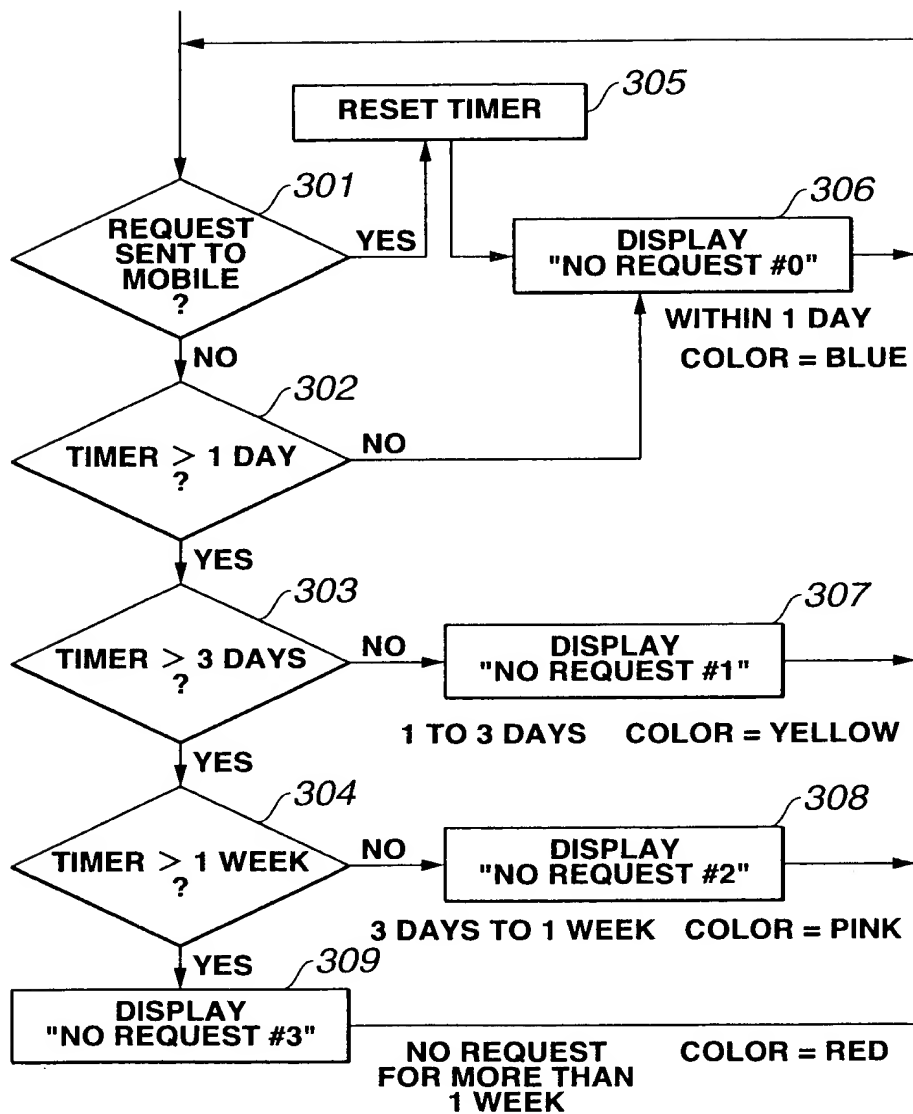 RESET TIMER
305
301
REQUEST
SENT TO
MOBILE
?
YES
306
DISPLAY
"NO REQUEST #0"
WITHIN 1 DAY
COLOR = BLUE
NO
302
TIMER > 1 DAY
?
NO
YES
303
TIMER > 3 DAYS
?
NO
307
DISPLAY
"NO REQUEST #1"
1 TO 3 DAYS COLOR = YELLOW
YES
304
TIMER > 1 WEEK
?
NO
308
DISPLAY
"NO REQUEST #2"
3 DAYS TO 1 WEEK COLOR = PINK
YES
309
DISPLAY
"NO REQUEST #3"
NO REQUEST
FOR MORE THAN
1 WEEK
COLOR = RED